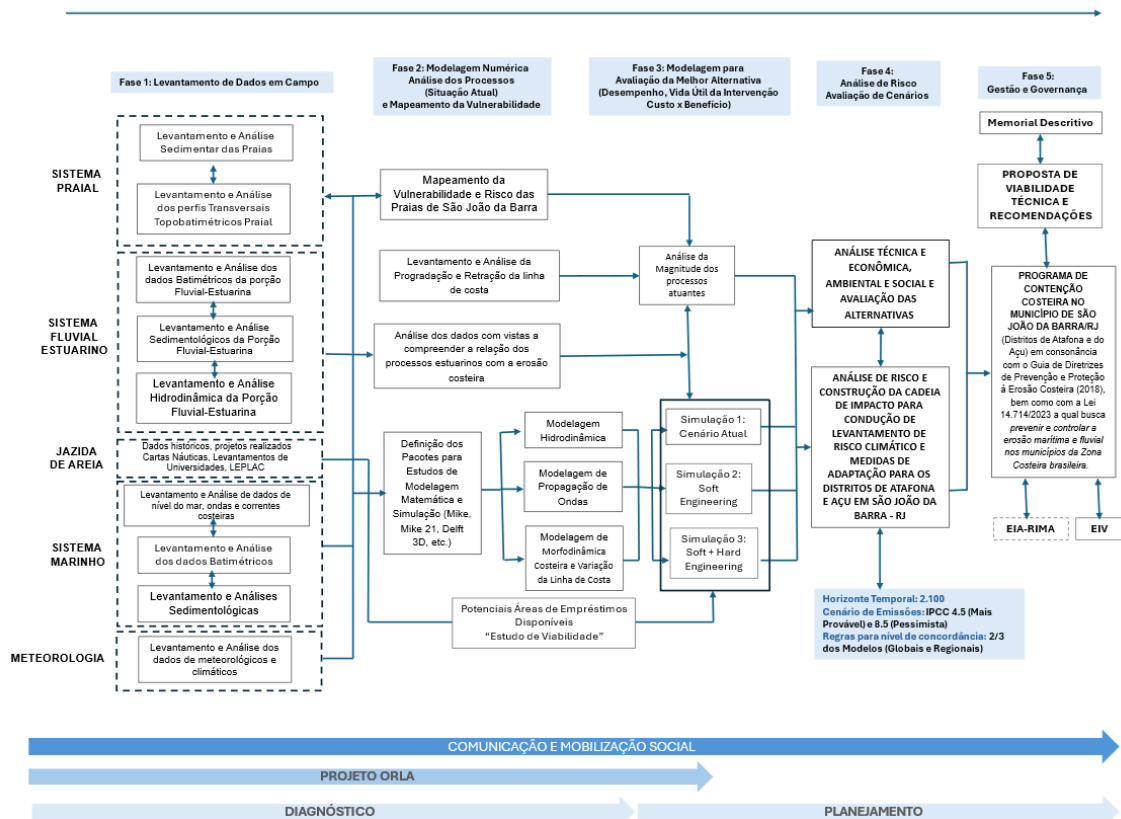 Fase 1: Levantamento de Dados em Campo
Fase 2: Modelagem Numérica
Análise dos Processos
(Situação Atual)
e Mapeamento da Vulnerabilidade
Fase 3: Modelagem para
Avaliação da Melhor Alternativa
(Desempenho, Vida Útil da Intervenção
Custo x Benefício)
Fase 4:
Análise de Risco
Avaliação de Cenários
Fase 5:
Gestão e Governança
SISTEMA
PRAIAL
Levantamento e Análise
Sedimentar das Praias
Levantamento e Análise
dos perfis Transversais
Topobatimétricos Praial
SISTEMA
FLUVIAL
ESTUARINO
Levantamento e Análise dos
dados Batimétricos da porção
Fluvial-Estuarina
Levantamento e Análise
Sedimentológicos da Porção
Fluvial-Estuarina
Levantamento e Análise
Hidrodinâmica da Porção
Fluvial-Estuarina
JAZIDA
DE AREIA
Dados históricos, projetos realizados
Cartas Náuticas, Levantamentos de
Universidades, LEPLAC
SISTEMA
MARINHO
Levantamento e Análise de dados de
nível do mar, ondas e correntes
costeiras
Levantamento e Análise
dos dados Batimétricos
Levantamento e Análises
Sedimentológicas
METEOROLOGIA
Levantamento e Análise dos
dados de meteorológicos e
climáticos
Mapeamento da
Vulnerabilidade e Risco das
Praias de São João da Barra
Levantamento e Análise da
Progradação e Retração da linha
de costa
Análise dos dados com vistas a
compreender a relação dos
processos estuarinos com a erosão
costeira
Definição dos
Pacotes para
Estudos de
Modelagem
Matemática e
Simulação (Mike,
Mike 21, Delft
3D, etc.)
Modelagem
Hidrodinâmica
Modelagem de
Propagação de
Ondas
Modelagem de
Morfodinâmica
Costeira e Variação
da Linha de Costa
Potenciais Áreas de Empréstimos
Disponíveis
“Estudo de Viabilidade”
Análise da
Magnitude dos
processos
atuantes
Simulação 1:
Cenário Atual
Simulação 2:
Soft
Engineering
Simulação 3:
Soft + Hard
Engineering
ANÁLISE TÉCNICA E
ECONÔMICA,
AMBIENTAL E SOCIAL E
AVALIAÇÃO DAS
ALTERNATIVAS
ANÁLISE DE RISCO E
CONSTRUÇÃO DA CADEIA
DE IMPACTO PARA
CONDUÇÃO DE
LEVANTAMENTO DE
RISCO CLIMÁTICO E
MEDIDAS DE
ADAPTAÇÃO PARA OS
DISTRITOS DE ATAFONA
E AÇU EM SÃO JOÃO DA
BARRA - RJ
Horizonte Temporal: 2.100
Cenário de Emissões: IPCC 4.5 (Mais
Provável) e 8.5 (Pessimista)
Regras para nível de concordância: 2/3
dos Modelos (Globais e Regionais)
Memorial Descritivo
PROPOSTA DE
VIABILIDADE
TÉCNICA E
RECOMENDAÇÕES
PROGRAMA DE
CONTENÇÃO
COSTEIRA NO
MUNICÍPIO DE SÃO
JOÃO DA BARRA/RJ
(Distritos de Atafona e do
Açu) em consonância
com o Guia de Diretrizes
de Prevenção e Proteção
à Erosão Costeira (2018),
bem como com a Lei
14.714/2023 a qual busca
prevenir e controlar a
erosão marítima e fluvial
nos municípios da Zona
Costeira brasileira.
EIA-RIMA
EIV
COMUNICAÇÃO E MOBILIZAÇÃO SOCIAL
PROJETO ORLA
DIAGNÓSTICO
PLANEJAMENTO